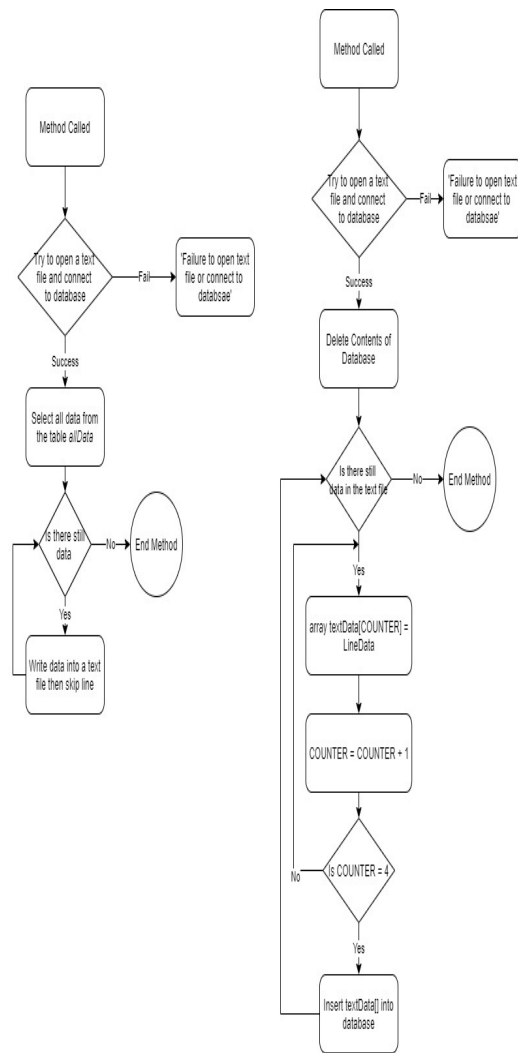 Method Called
Try to open a text
file and connect
to database
Fail
'Failure to open text
file or connect to
databsae'
Success
Select all data from
the table allData
Is there still
data
No
End Method
Yes
Write data into a text
file then skip line
Method Called
Try to open a text
file and connect
to database
Fail
'Failure to open text
file or connect to
databsae'
Success
Delete Contents of
Database
Is there still
data in the text file
No
End Method
Yes
array textData[COUNTER] =
LineData
COUNTER = COUNTER + 1
Is COUNTER = 4
No
Yes
Insert textData[] into
database